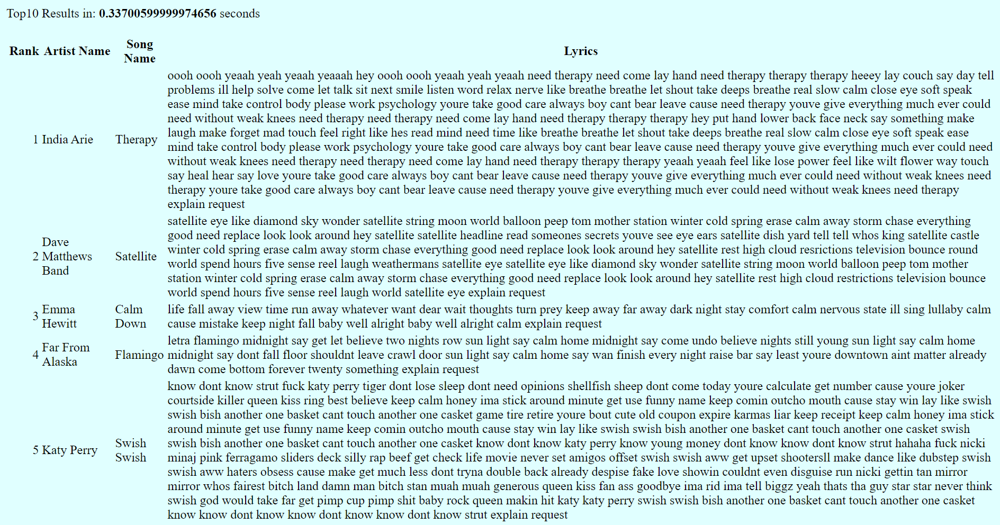 Top10 Results in: 0.33700599999974656 seconds
Rank Artist Name Song Name Lyrics
oooh oooh yeaah yeah yeaah yeaaah hey oooh oooh yeaah yeah yeaah need therapy need come lay hand need therapy therapy therapy heeey lay couch say day tell
problems ill help solve come let talk sit next smile listen word relax nerve like breathe breathe let shout take deeps breathe real slow calm close eye soft speak
ease mind take control body please work psychology youre take good care always boy cant bear leave cause need therapy youve give everything much ever could
need without weak knees need therapy need therapy need come lay hand need therapy therapy therapy hey put hand lower back face neck say something make
laugh make forget mad touch feel right like hes read mind need time like breathe breathe let shout take deeps breathe real slow calm close eye soft speak ease
1 India Arie Therapy
mind take control body please work psychology youre take good care always boy cant bear leave cause need therapy youve give everything much ever could need
without weak knees need therapy need therapy need come lay hand need therapy therapy therapy yeaah yeaah feel like lose power feel like wilt flower way touch
say heal hear say love youre take good care always boy cant bear leave cause need therapy youve give everything much ever could need without weak knees need
therapy youre take good care always boy cant bear leave cause need therapy youve give everything much ever could need without weak knees need therapy
explain request
satellite eye like diamond sky wonder satellite string moon world balloon peep tom mother station winter cold spring erase calm away storm chase everything
good need replace look look around hey satellite satellite headline read someones secrets youve see eye ears satellite dish yard tell tell whos king satellite castle
2 Dave Matthews Band Satellite
winter cold spring erase calm away storm chase everything good need replace look look around hey satellite rest high cloud resrictions television bounce round
world spend hours five sense reel laugh weathermans satellite eye satellite eye like diamond sky wonder satellite string moon world balloon peep tom mother
station winter cold spring erase calm away storm chase everything good need replace look look around hey satellite rest high cloud restrictions television bounce
world spend hours five sense reel laugh world satellite eye explain request
3 Emma Hewitt Calm Down
life fall away view time run away whatever want dear wait thoughts turn prey keep away far away dark night stay comfort calm nervous state ill sing lullaby calm
cause mistake keep night fall baby well alright baby well alright calm explain request
letra flamingo midnight say get let believe two nights row sun light say calm home midnight say come undo believe nights still young sun light say calm home
4 Far From Alaska Flamingo
midnight say dont fall floor shouldnt leave crawl door sun light say calm home say wan finish every night raise bar say least youre downtown aint matter already
dawn come bottom forever twenty something explain request
know dont know strut fuck katy perry tiger dont lose sleep dont need opinions shellfish sheep dont come today youre calculate get number cause youre joker
courtside killer queen kiss ring best believe keep calm honey ima stick around minute get use funny name keep comin outcho mouth cause stay win lay like swish
swish bish another one basket cant touch another one casket game tire retire youre bout cute old coupon expire karmas liar keep receipt keep calm honey ima stick
around minute get use funny name keep comin outcho mouth cause stay win lay like swish swish bish another one basket cant touch another one casket swish
5 Katy Perry Swish Swish
swish bish another one basket cant touch another one casket know dont know katy perry know young money dont know know dont know strut hahaha fuck nicki
minaj pink ferragamo sliders deck silly rap beef get check life movie never set amigos offset swish swish aww get upset shootersll make dance like dubstep swish
swish aww haters obsess cause make get much less dont tryna double back already despise fake love showin couldnt even disguise run nicki gettin tan mirror
mirror whos fairest bitch land damn man bitch stan muah muah generous queen kiss fan ass goodbye ima rid ima tell biggz yeah thats tha guy star star never think
swish god would take far get pimp cup pimp shit baby rock queen makin hit katy katy perry swish swish bish another one basket cant touch another one casket
know know dont know know dont know know dont know strut explain request